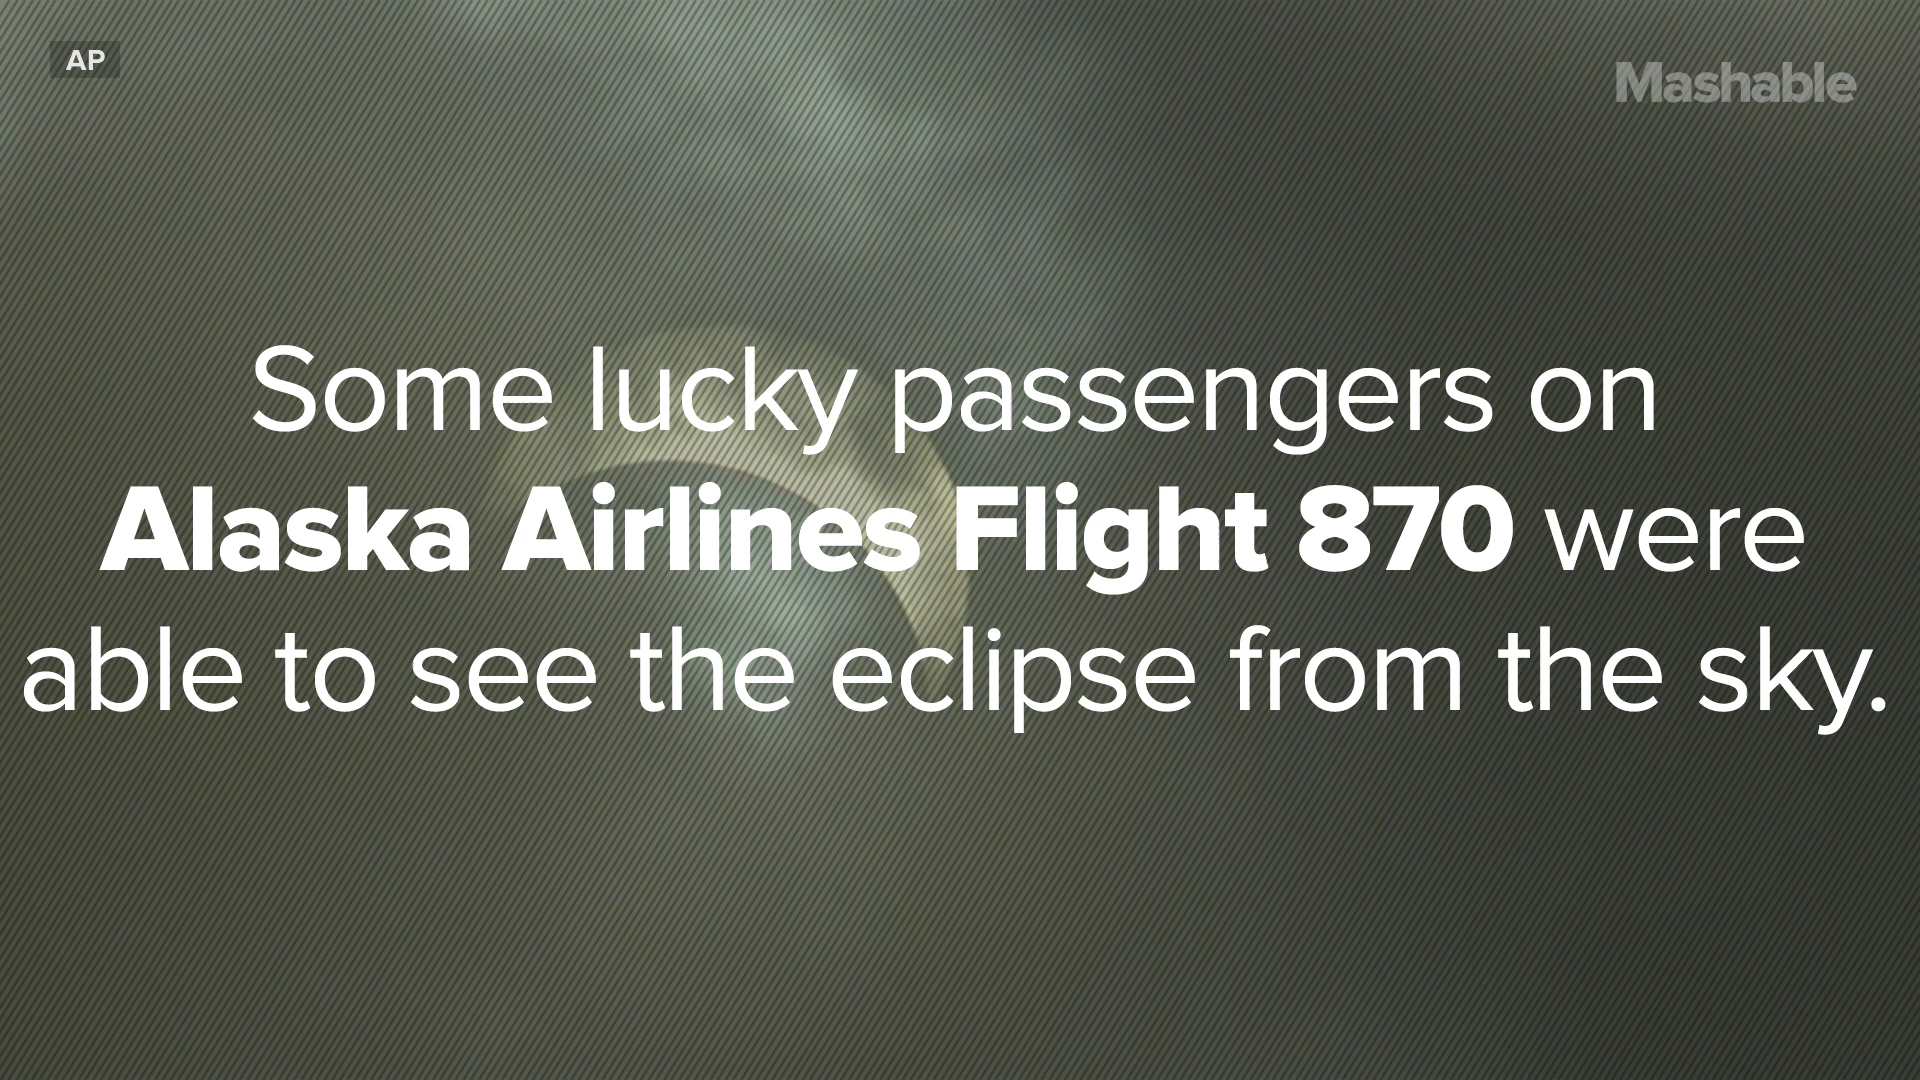 AP
Mashable
Some lucky passengers on
Alaska Airlines Flight 870 were
able to see the eclipse from the sky.